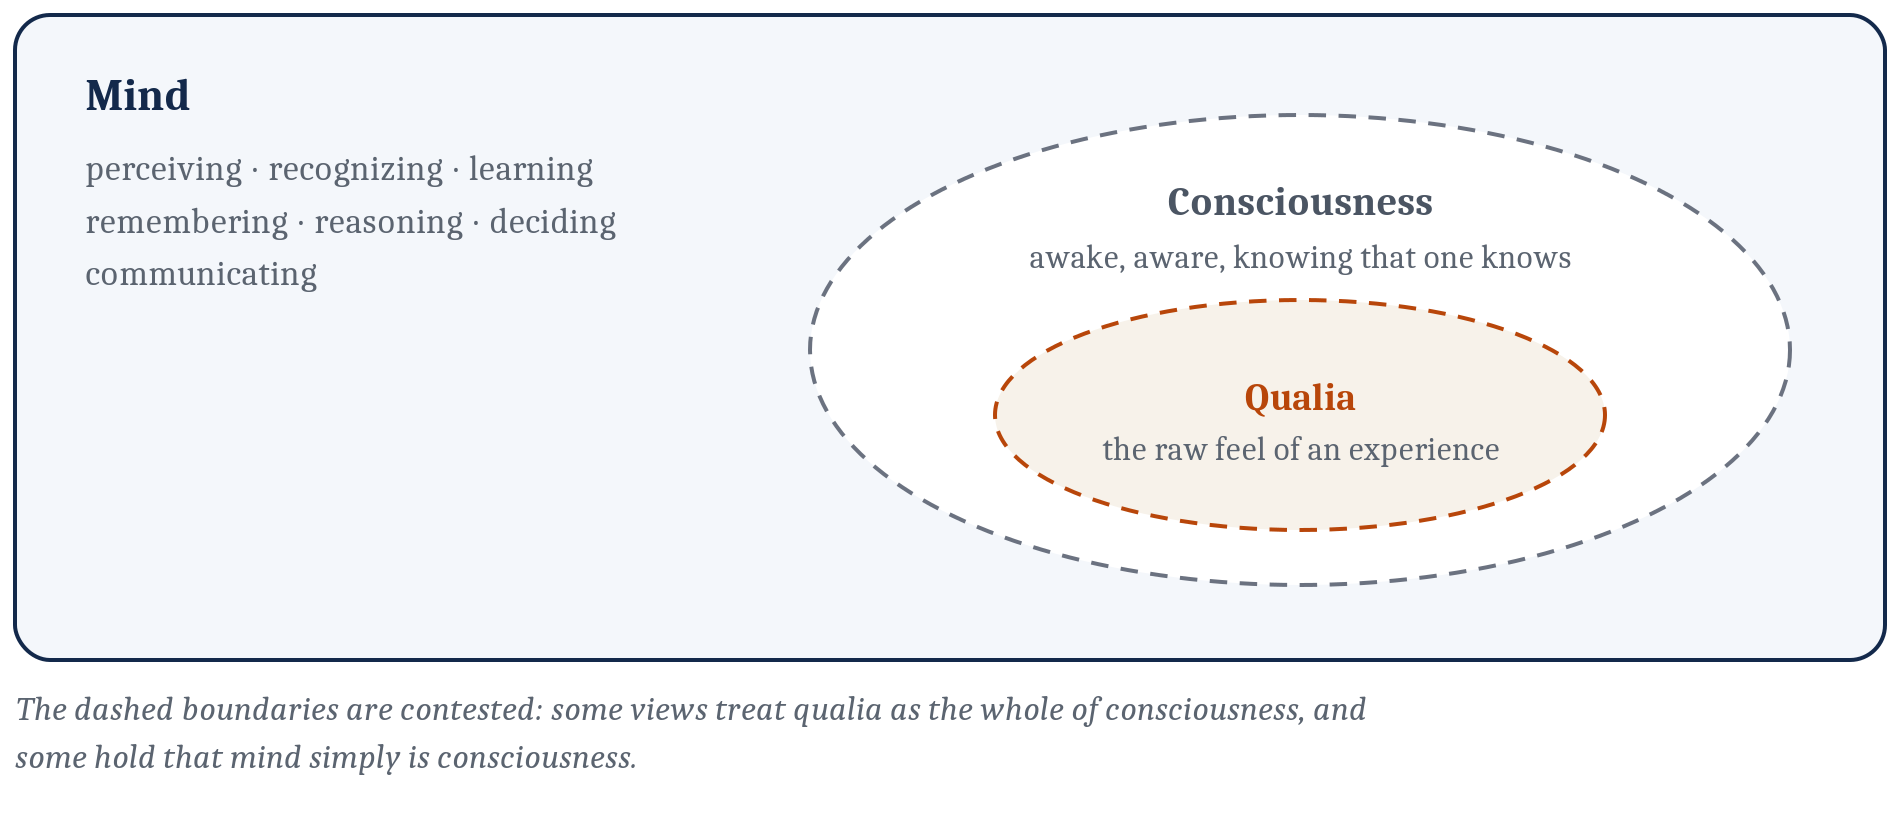 Mind
perceiving · recognizing · learning
remembering · reasoning · deciding
communicating
Consciousness
awake, aware, knowing that one knows
Qualia
the raw feel of an experience
The dashed boundaries are contested: some views treat qualia as the whole of consciousness, and
some hold that mind simply is consciousness.